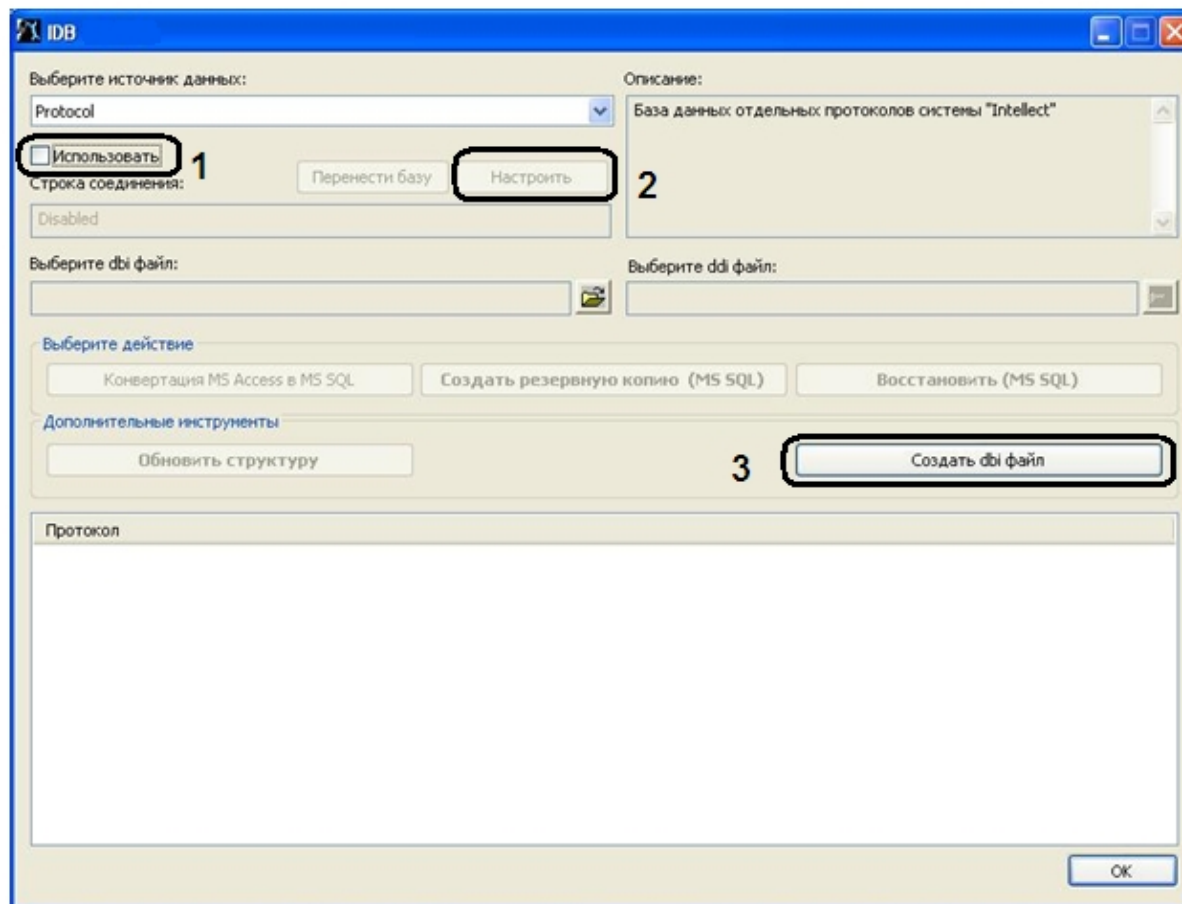 IDB
Выберите источник данных:
Описание:
Protocol
База данных отдельных протоколов системы "Intellect"
Использовать
1
Строка соединения:
Перенести базу
Настроить
2
Disabled
Выберите dbi файл:
Выберите ddi файл:
Выберите действие
Конвертация MS Access в MS SQL
Создать резервную копию (MS SQL)
Восстановить (MS SQL)
Дополнительные инструменты
Обновить структуру
3
Создать dbi файл
Протокол
OK